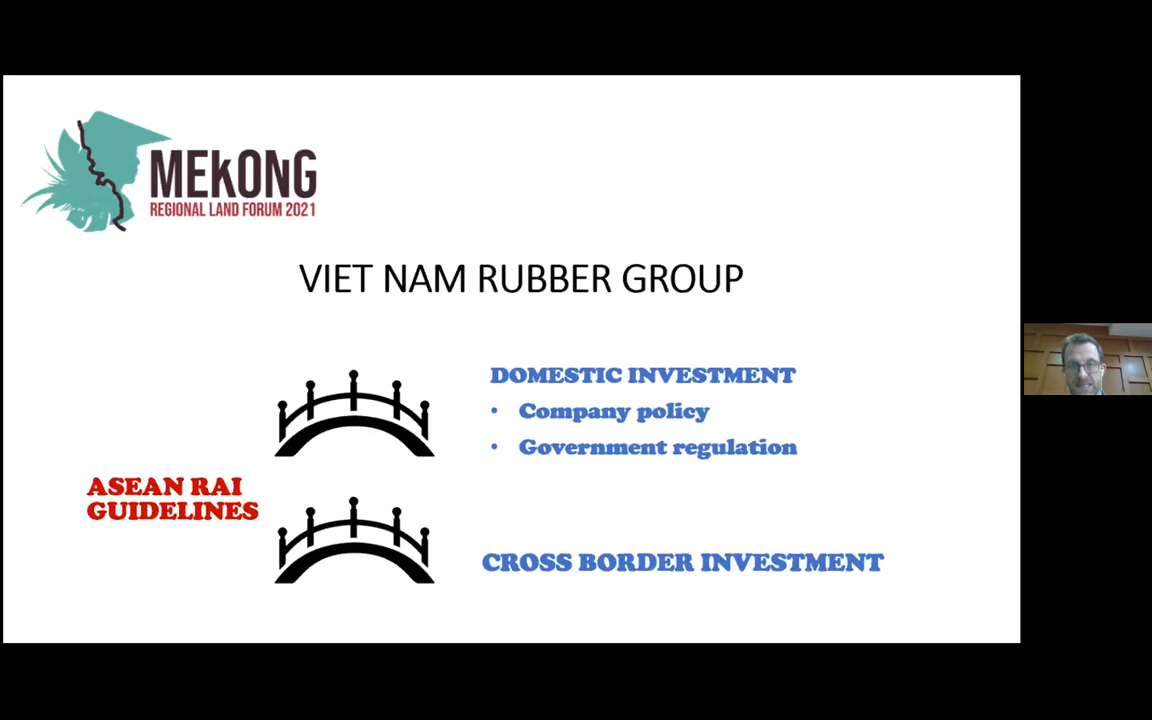 MEKONG
REGIONAL LAND FORUM 2021
VIET NAM RUBBER GROUP
DOMESTIC INVESTMENT
• Company policy
• Government regulation
ASEAN RAI
GUIDELINES
CROSS BORDER INVESTMENT